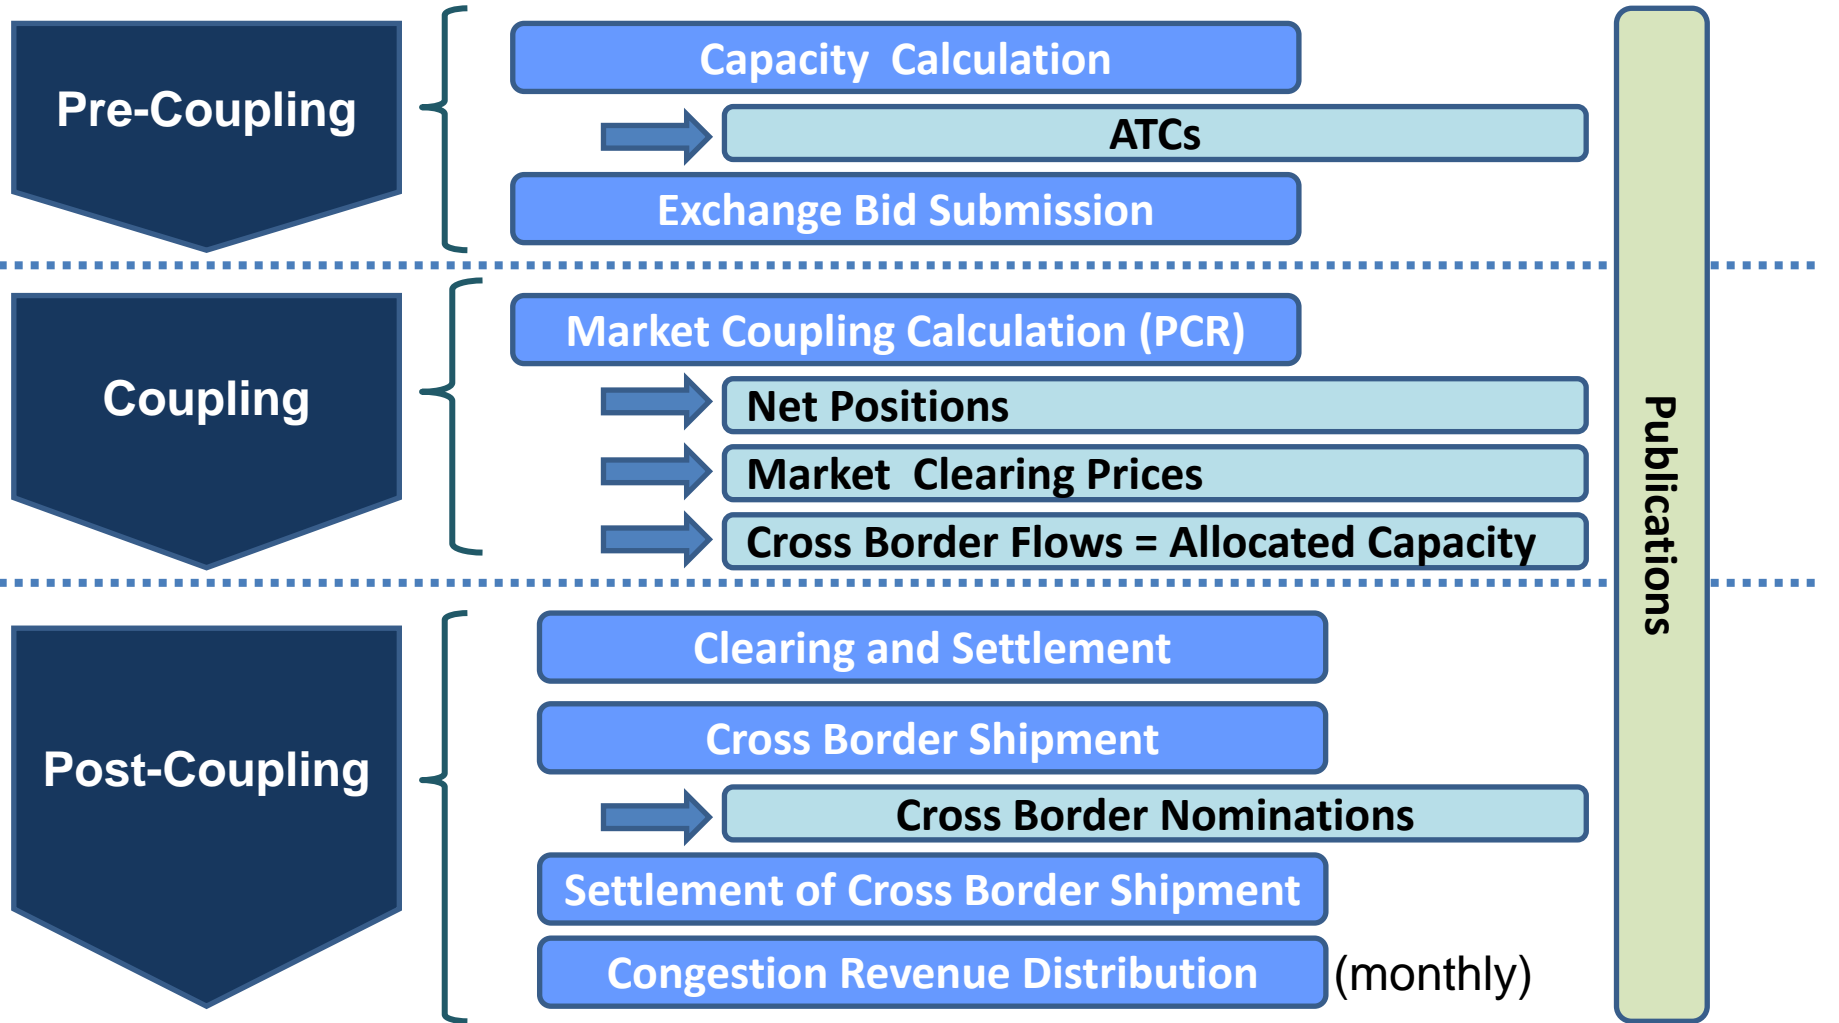 Pre-Coupling
Capacity Calculation
ATCs
Exchange Bid Submission
Coupling
Market Coupling Calculation (PCR)
Net Positions
Market Clearing Prices
Cross Border Flows = Allocated Capacity
Post-Coupling
Clearing and Settlement
Cross Border Shipment
Cross Border Nominations
Settlement of Cross Border Shipment
Congestion Revenue Distribution (monthly)
Publications